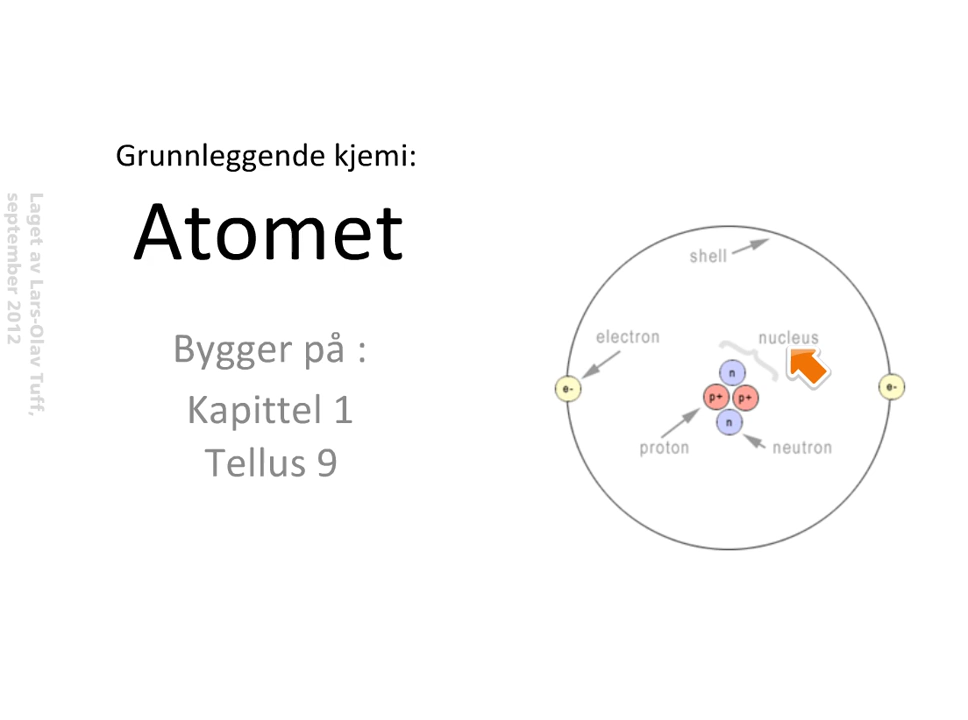 Grunnleggende kjemi:
Atomet
Bygger på :
Kapittel 1
Tellus 9
Laget av Lars-Olav Tuff,
september 2012
shell
electron
nucleus
e-
n
p+ p+
n
e-
proton
neutron